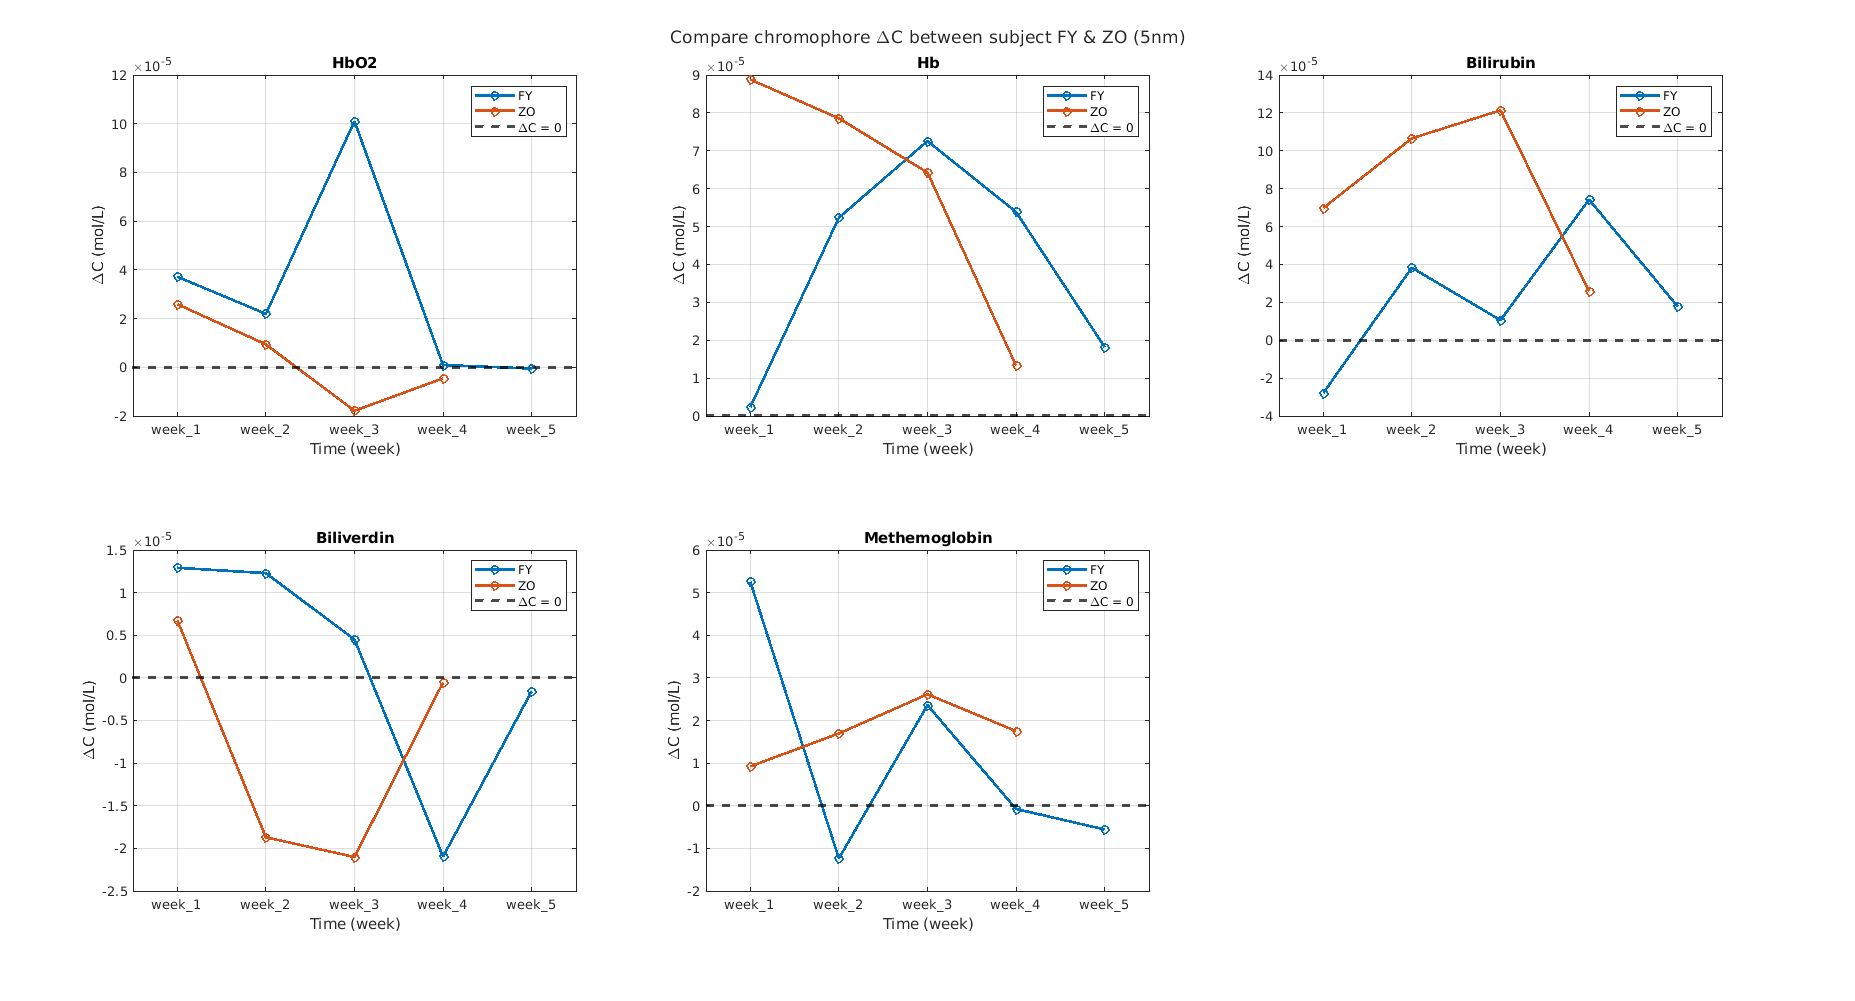 Compare chromophore ΔC between subject FY & ZO (5nm)
HbO2
×10⁻⁵
12
10
8
6
4
2
0
-2
ΔC (mol/L)
week_1 week_2 week_3 week_4 week_5
Time (week)
FY
ZO
ΔC = 0
Hb
×10⁻⁵
9
8
7
6
5
4
3
2
1
0
ΔC (mol/L)
week_1 week_2 week_3 week_4 week_5
Time (week)
FY
ZO
ΔC = 0
Bilirubin
×10⁻⁵
14
12
10
8
6
4
2
0
-2
-4
ΔC (mol/L)
week_1 week_2 week_3 week_4 week_5
Time (week)
FY
ZO
ΔC = 0
Biliverdin
×10⁻⁵
1.5
1
0.5
0
-0.5
-1
-1.5
-2
-2.5
ΔC (mol/L)
week_1 week_2 week_3 week_4 week_5
Time (week)
FY
ZO
ΔC = 0
Methemoglobin
×10⁻⁵
6
5
4
3
2
1
0
-1
-2
ΔC (mol/L)
week_1 week_2 week_3 week_4 week_5
Time (week)
FY
ZO
ΔC = 0